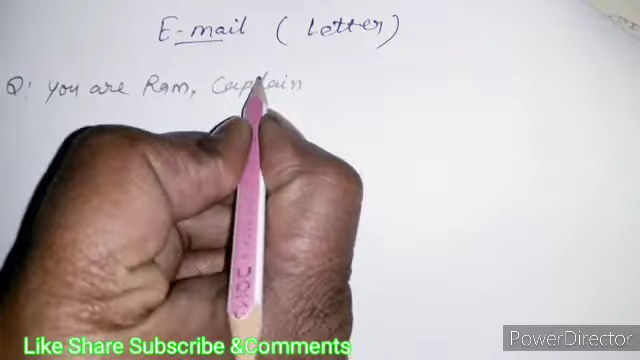 E-mail (Letter)
Q: You are Ram, Captain
Like Share Subscribe &Comments
PowerDirector